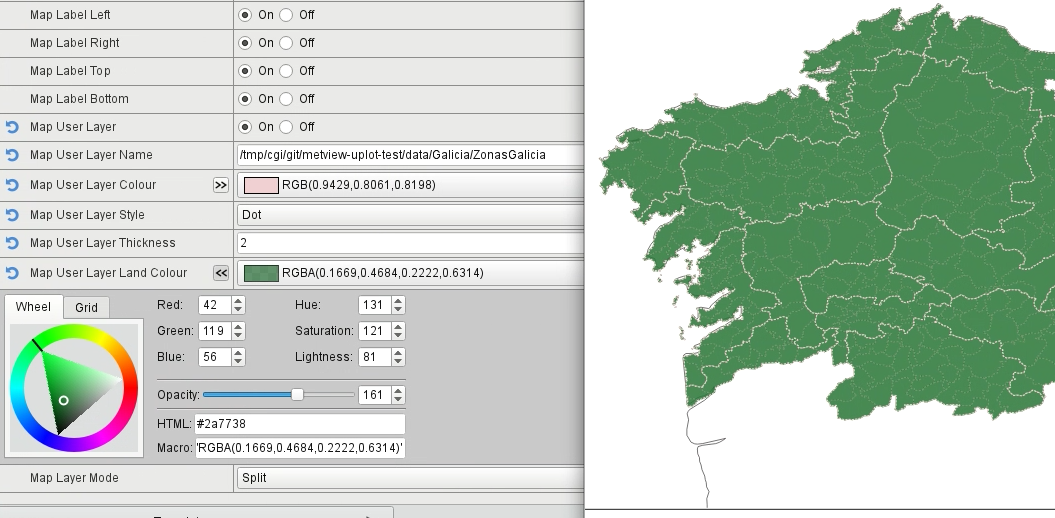 Map Label Left On Off
Map Label Right On Off
Map Label Top On Off
Map Label Bottom On Off
Map User Layer On Off
Map User Layer Name /tmp/cgi/git/metview-uplot-test/data/Galicia/ZonasGalicia
Map User Layer Colour >> RGB(0.9429,0.8061,0.8198)
Map User Layer Style Dot
Map User Layer Thickness 2
Map User Layer Land Colour << RGBA(0.1669,0.4684,0.2222,0.6314)
Wheel Grid Red: 42 Hue: 131
Green: 119 Saturation: 121
Blue: 56 Lightness: 81
Opacity: 161
HTML: #2a7738
Macro: 'RGBA(0.1669,0.4684,0.2222,0.6314)'
Map Layer Mode Split